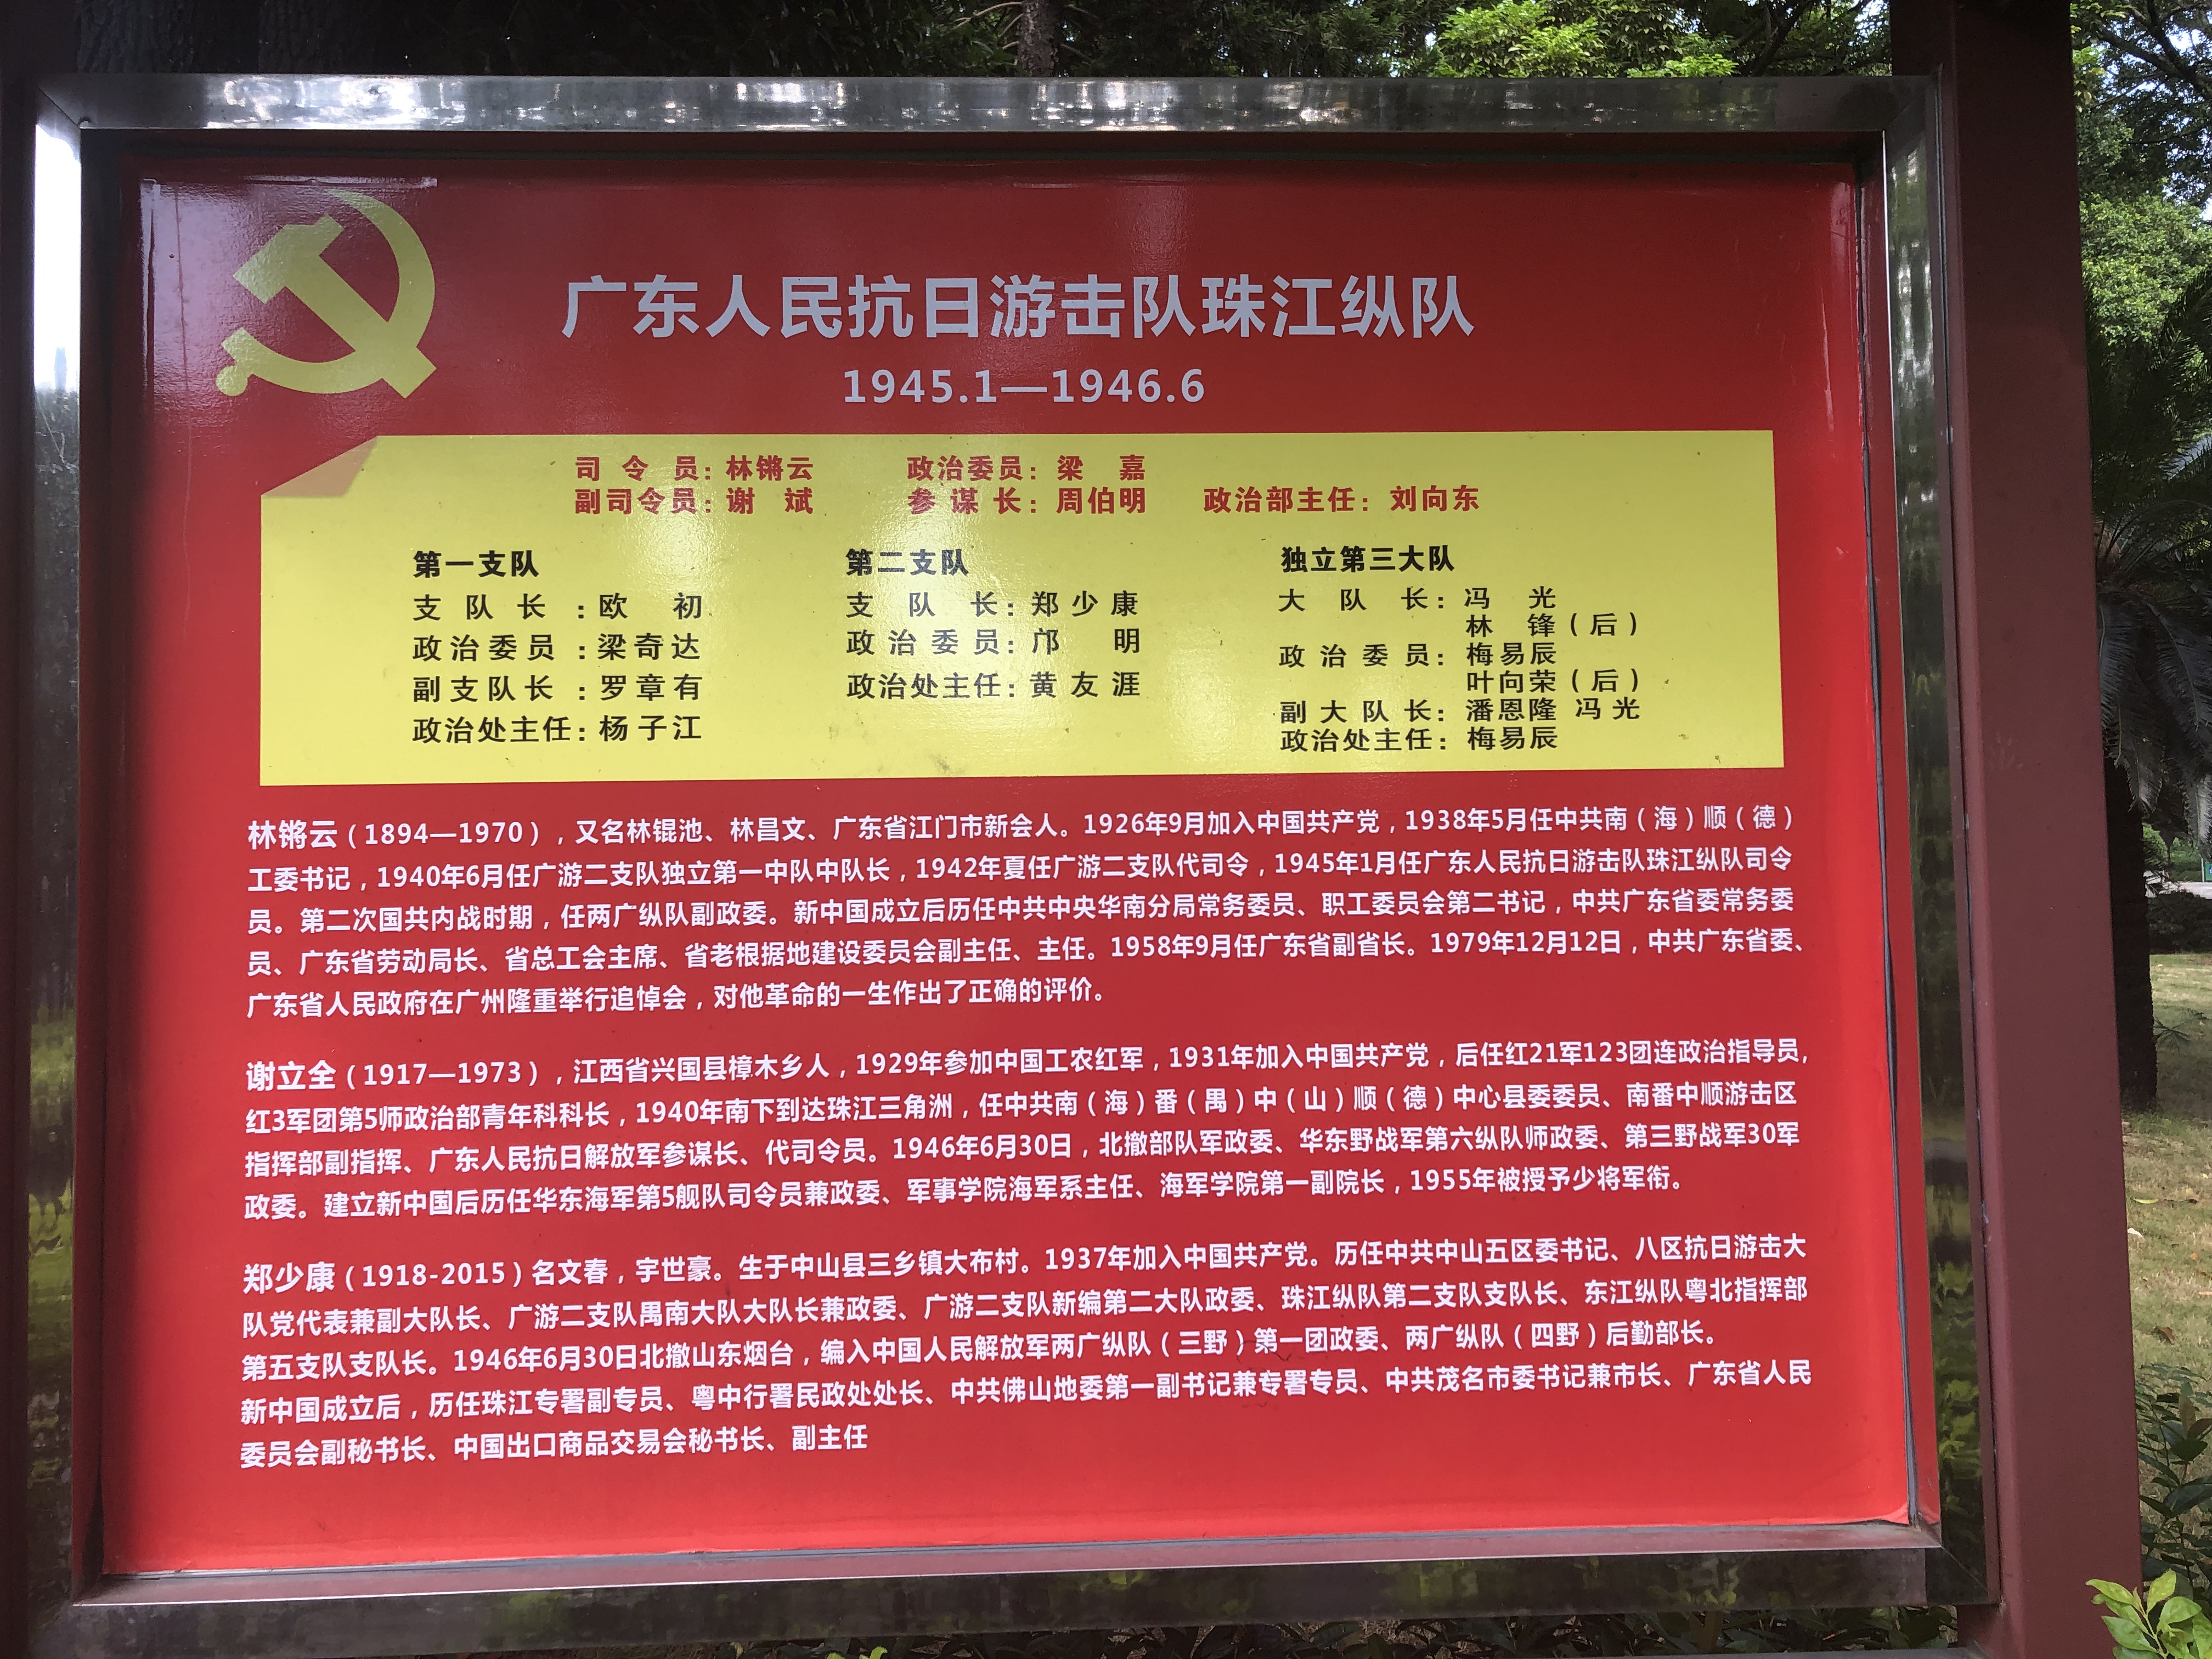 广东人民抗日游击队珠江纵队
1945.1—1946.6
司令员：林锵云 政治委员：梁嘉
副司令员：谢斌 参谋长：周伯明 政治部主任：刘向东
第一支队
支队长：欧初
政治委员：梁奇达
副支队长：罗章有
政治处主任：杨子江
第二支队
支队长：郑少康
政治委员：邝明
政治处主任：黄友涯
独立第三大队
大队长：冯光
林锋（后）
政治委员：梅易辰
叶向荣（后）
副大队长：潘恩隆 冯光
政治处主任：梅易辰
林锵云（1894—1970），又名林锟池、林昌文、广东省江门市新会人。1926年9月加入中国共产党，1938年5月任中共南（海）顺（德）
工委书记，1940年6月任广游二支队独立第一中队中队长，1942年夏任广游二支队代司令，1945年1月任广东人民抗日游击队珠江纵队司令
员。第二次国共内战时期，任两广纵队副政委。新中国成立后历任中共中央华南分局常务委员、职工委员会第二书记，中共广东省委常务委
员、广东省劳动局长、省总工会主席、省老根据地建设委员会副主任、主任。1958年9月任广东省副省长。1979年12月12日，中共广东省委、
广东省人民政府在广州隆重举行追悼会，对他革命的一生作出了正确的评价。
谢立全（1917—1973），江西省兴国县樟木乡人，1929年参加中国工农红军，1931年加入中国共产党，后任红21军123团连政治指导员，
红3军团第5师政治部青年科科长，1940年南下到达珠江三角洲，任中共南（海）番（禺）中（山）顺（德）中心县委委员、南番中顺游击区
指挥部副指挥、广东人民抗日解放军参谋长、代司令员。1946年6月30日，北撤部队军政委、华东野战军第六纵队师政委、第三野战军30军
政委。建立新中国后历任华东海军第5舰队司令员兼政委、军事学院海军系主任、海军学院第一副院长，1955年被授予少将军衔。
郑少康（1918-2015）名文春，宇世豪。生于中山县三乡镇大布村。1937年加入中国共产党。历任中共中山五区委书记、八区抗日游击大
队党代表兼副大队长、广游二支队禺南大队大队长兼政委、广游二支队新编第二大队政委、珠江纵队第二支队支队长、东江纵队粤北指挥部
第五支队支队长。1946年6月30日北撤山东烟台，编入中国人民解放军两广纵队（三野）第一团政委、两广纵队（四野）后勤部长。
新中国成立后，历任珠江专署副专员、粤中行署民政处处长、中共佛山地委第一副书记兼专署专员、中共茂名市委书记兼市长、广东省人民
委员会副秘书长、中国出口商品交易会秘书长、副主任